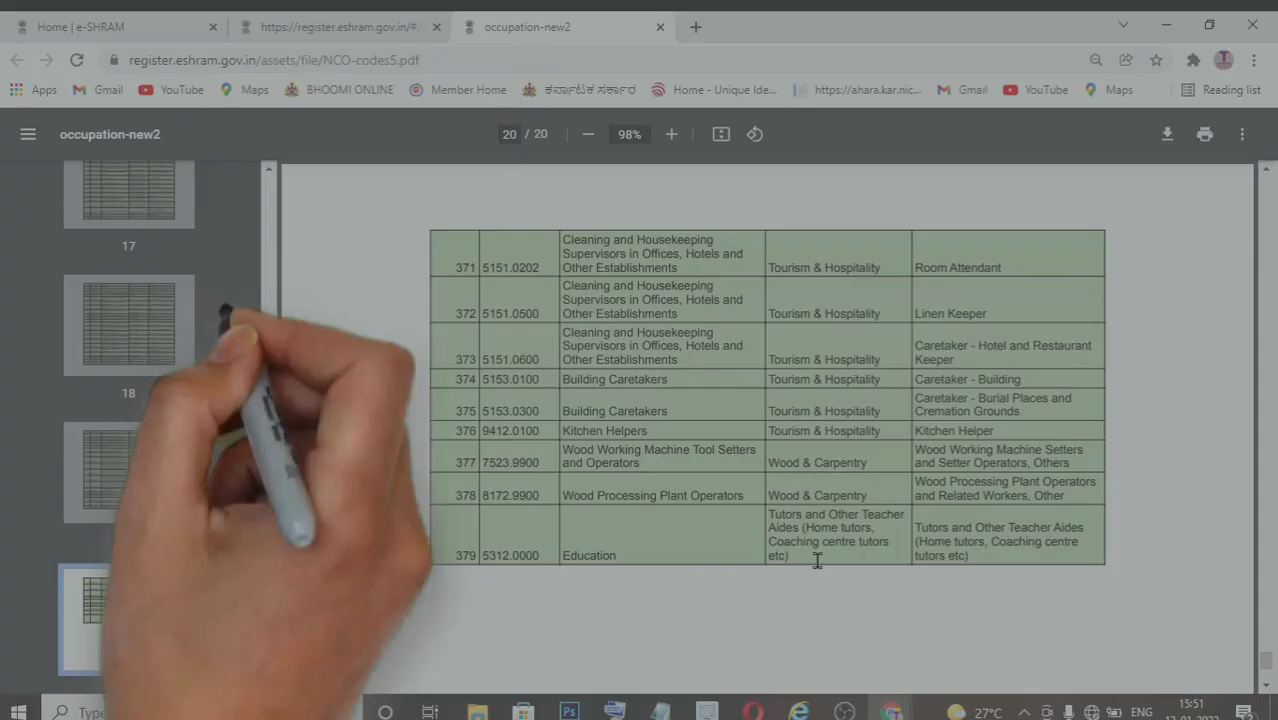 Home | e-SHRAM
https://register.eshram.gov.in/#/
occupation-new2
register.eshram.gov.in/assets/file/NCO-codes5.pdf
Apps
Gmail
YouTube
Maps
BHOOMI ONLINE
Member Home
ಕರ್ನಾಟಕ ಸರ್ಕಾರ
Home - Unique Ide...
https://ahara.kar.nic...
Gmail
YouTube
Maps
Reading list
occupation-new2
20 / 20
98%
17
18
371 5151.0202 Cleaning and Housekeeping
Supervisors in Offices, Hotels and
Other Establishments Tourism & Hospitality Room Attendant
372 5151.0500 Cleaning and Housekeeping
Supervisors in Offices, Hotels and
Other Establishments Tourism & Hospitality Linen Keeper
373 5151.0600 Cleaning and Housekeeping
Supervisors in Offices, Hotels and
Other Establishments Tourism & Hospitality Caretaker - Hotel and Restaurant
Keeper
374 5153.0100 Building Caretakers Tourism & Hospitality Caretaker - Building
375 5153.0300 Building Caretakers Tourism & Hospitality Caretaker - Burial Places and
Cremation Grounds
376 9412.0100 Kitchen Helpers Tourism & Hospitality Kitchen Helper
377 7523.9900 Wood Working Machine Tool Setters
and Operators Wood & Carpentry Wood Working Machine Setters
and Setter Operators, Others
378 8172.9900 Wood Processing Plant Operators Wood & Carpentry Wood Processing Plant Operators
and Related Workers, Other
379 5312.0000 Education Tutors and Other Teacher
Aides (Home tutors,
Coaching centre tutors
etc) Tutors and Other Teacher Aides
(Home tutors, Coaching centre
tutors etc)
Type
27°C
ENG
15:51